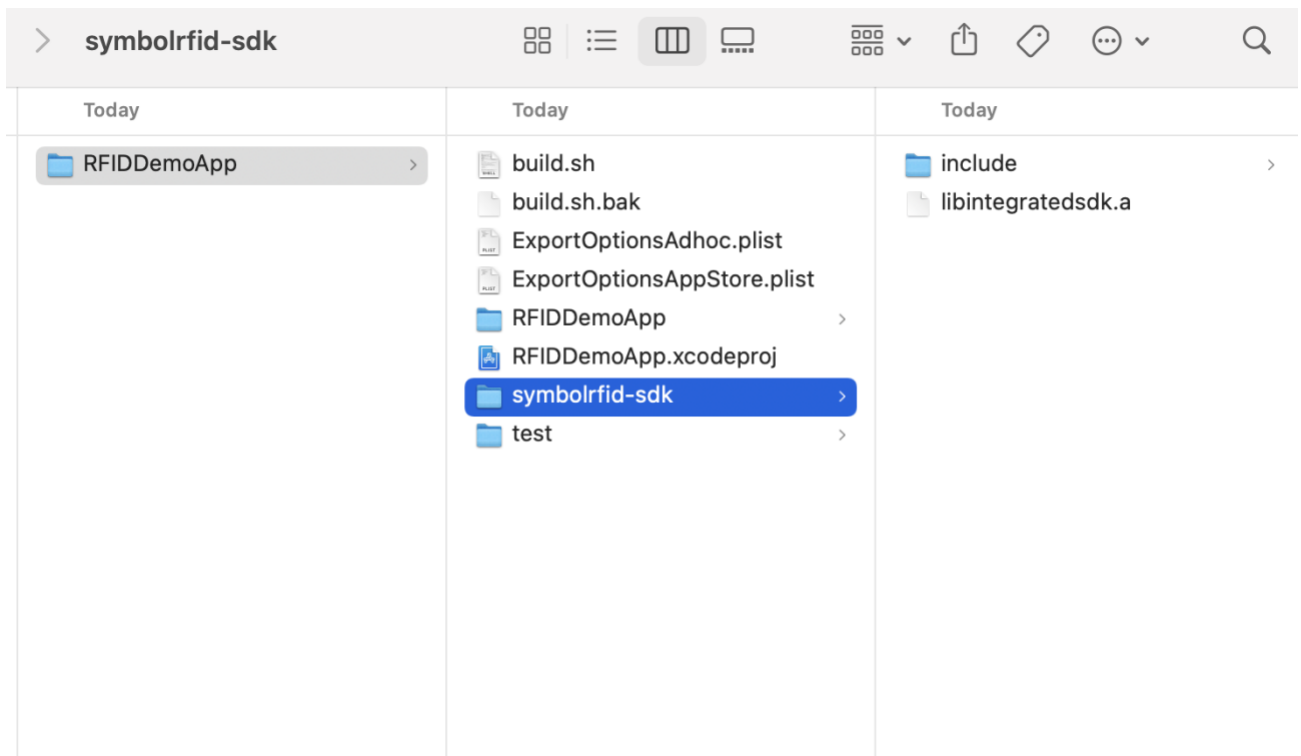 symbolrfid-sdk
Today
RFIDDemoApp
Today
build.sh
build.sh.bak
ExportOptionsAdhoc.plist
ExportOptionsAppStore.plist
RFIDDemoApp
RFIDDemoApp.xcodeproj
symbolrfid-sdk
test
Today
include
libintegratedsdk.a